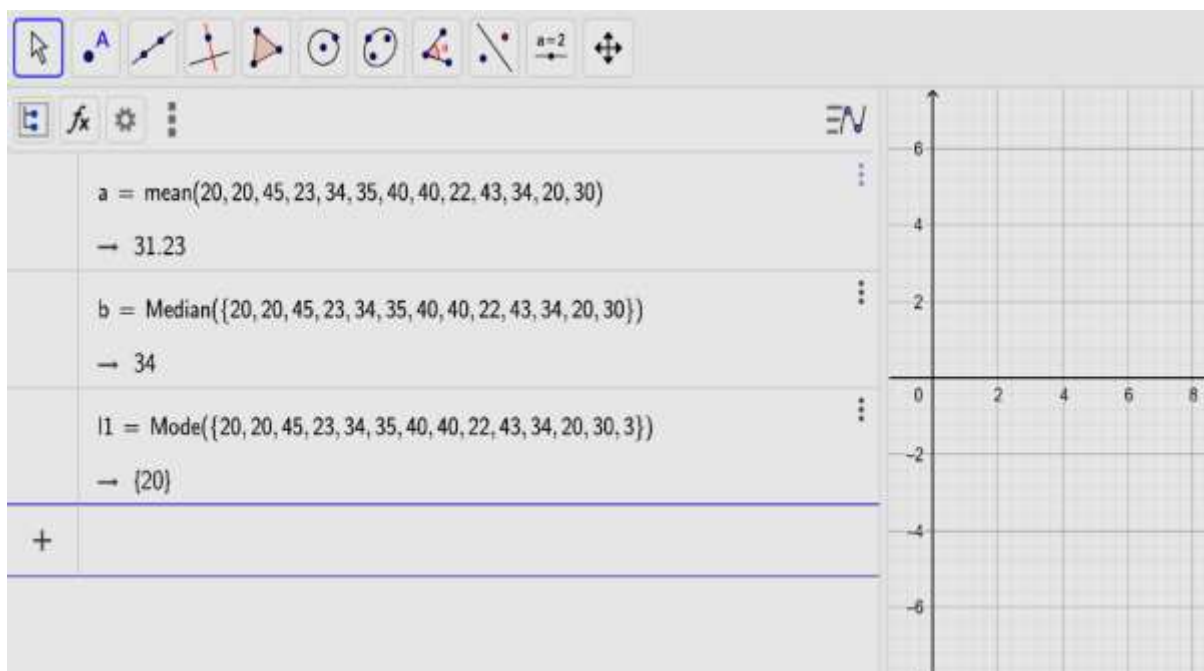 A
a=2
fx
a = mean(20, 20, 45, 23, 34, 35, 40, 40, 22, 43, 34, 20, 30)
→ 31.23
b = Median({20, 20, 45, 23, 34, 35, 40, 40, 22, 43, 34, 20, 30})
→ 34
l1 = Mode({20, 20, 45, 23, 34, 35, 40, 40, 22, 43, 34, 20, 30, 3})
→ {20}
+
6
4
2
0 2 4 6 8
−2
−4
−6